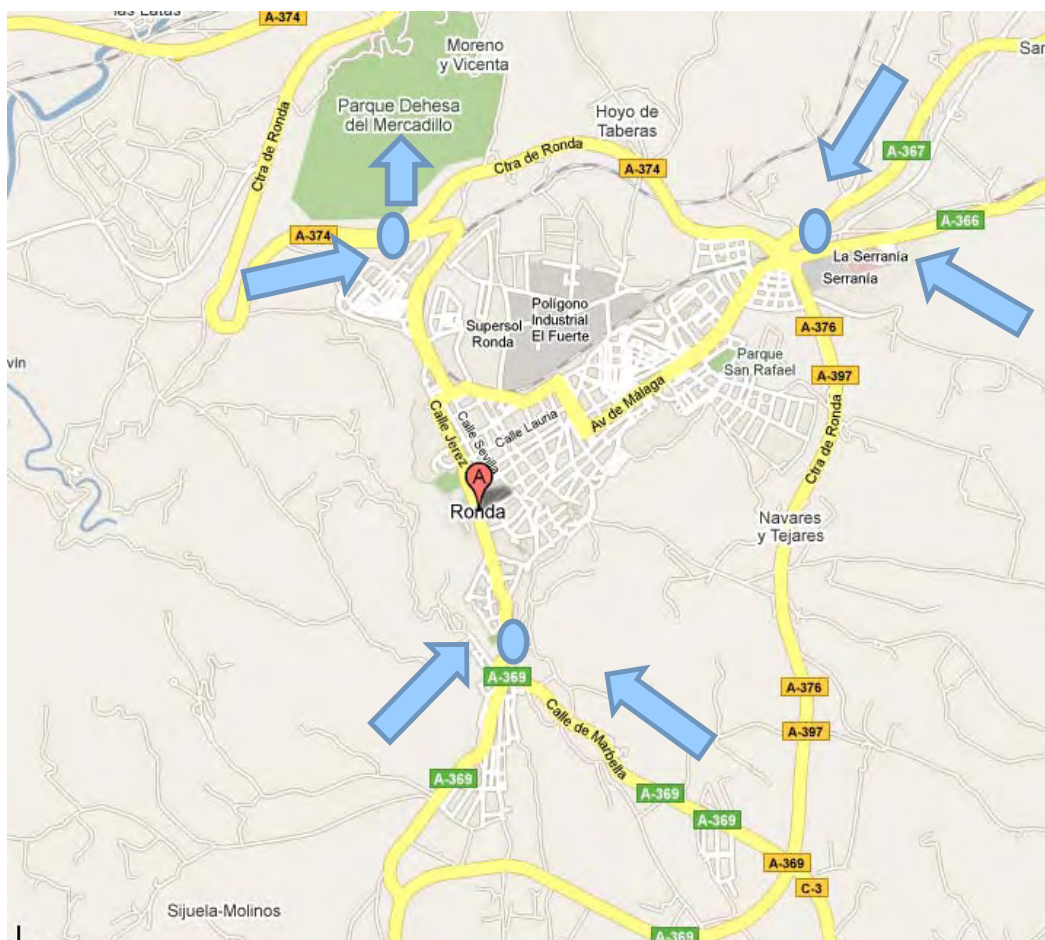 las Latas
A-374
Moreno
y Vicenta
San
Parque Dehesa
del Mercadillo
Hoyo de
Taberas
Ctra de Ronda
Ctra de Ronda
A-374
A-367
A-366
A-374
La Serranía
Serranía
Polígono
Industrial
El Fuerte
Supersol
Ronda
A-376
Parque
San Rafael
A-397
Av de Málaga
Calle Lauria
Calle Sevilla
Calle Jerez
Ctra de Ronda
A
Ronda
Navares
y Tejares
A-369
A-376
Calle de Marbella
A-397
A-369
A-369
A-369
A-369
C-3
Sijuela-Molinos
A-369